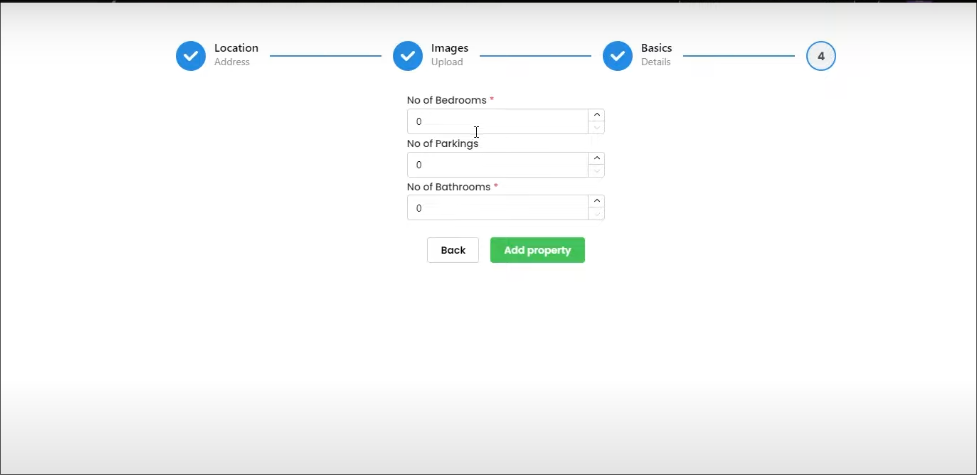 Location
Address
Images
Upload
Basics
Details
4
No of Bedrooms *
0
No of Parkings
0
No of Bathrooms *
0
Back
Add property